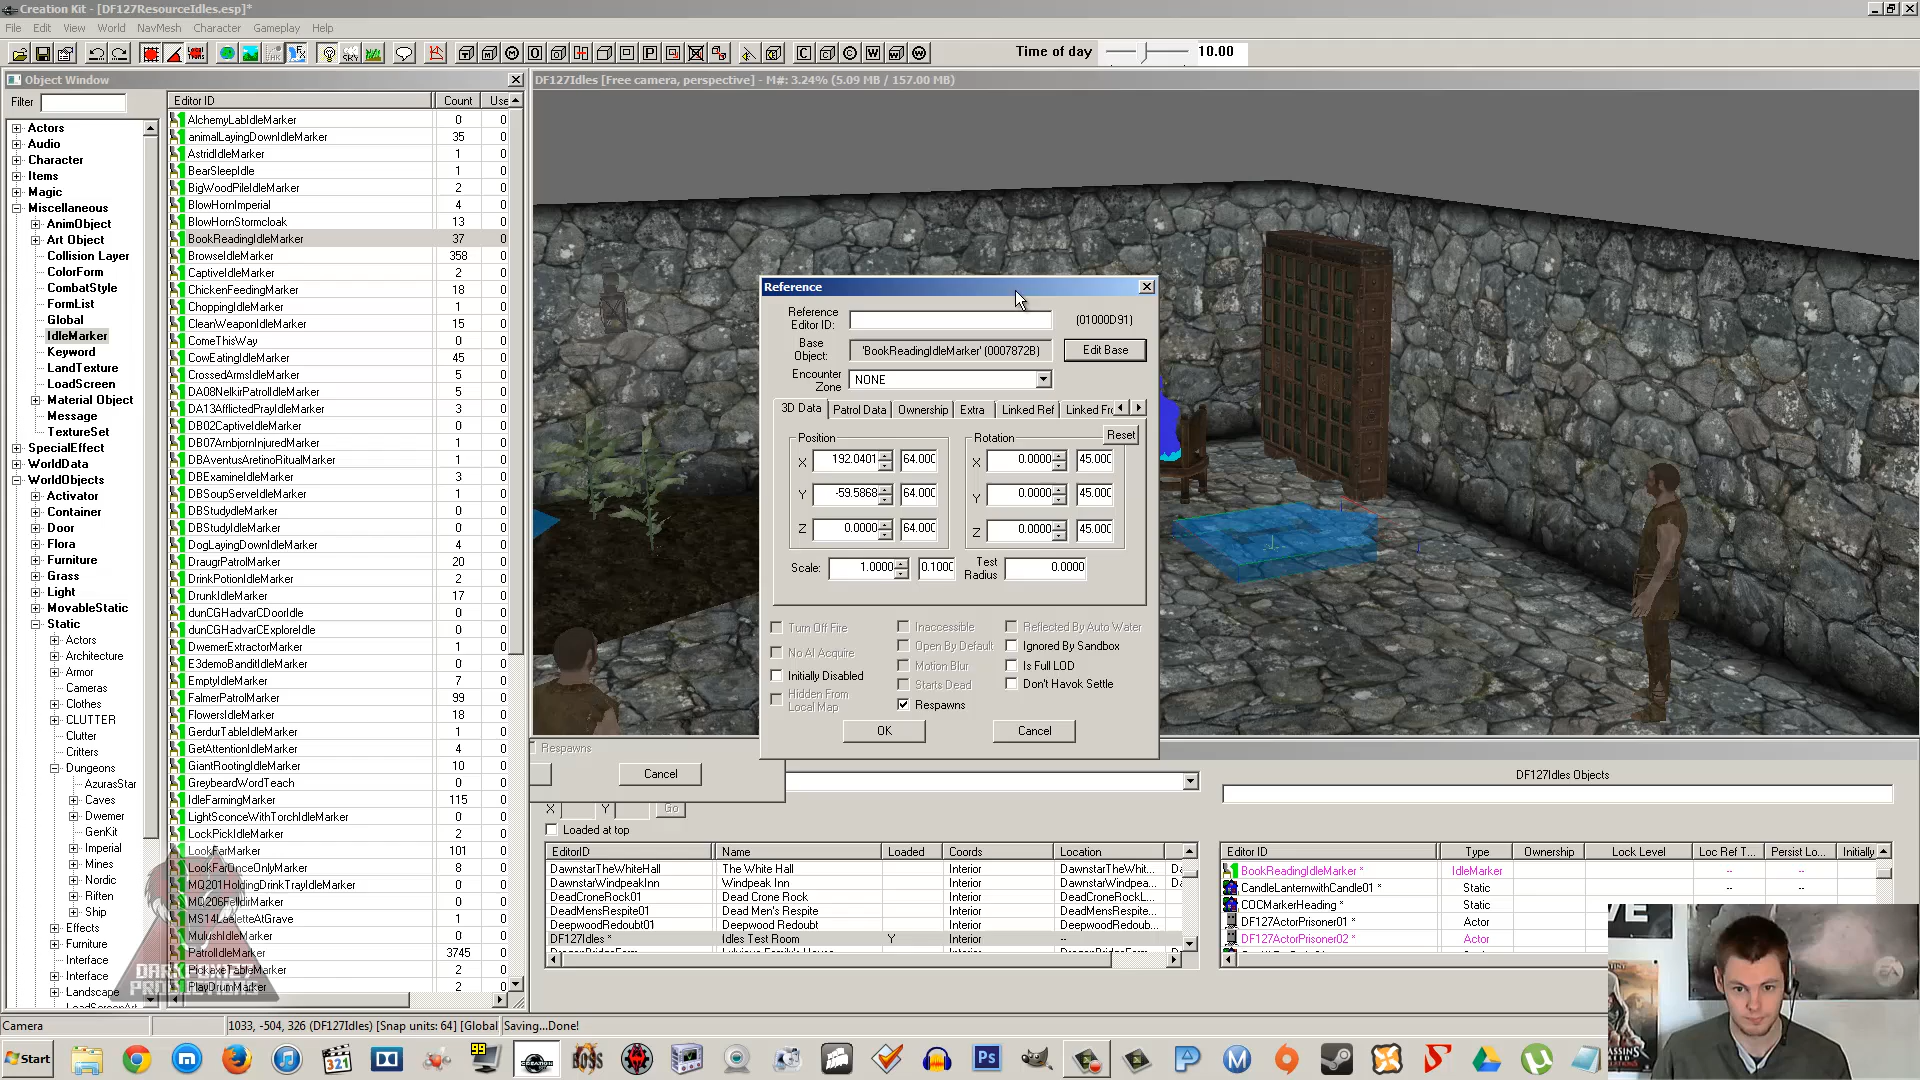 Creation Kit - [DF127ResourceIdles.esp]*
File Edit View World NavMesh Character Gameplay Help
Time of day 10.00
Object Window
DF127Idles [Free camera, perspective] - M#: 3.24% (5.09 MB / 157.00 MB)
Filter
Editor ID Count Use
Actors
Audio
Character
Items
Magic
Miscellaneous
AnimObject
Art Object
Collision Layer
ColorForm
CombatStyle
FormList
Global
IdleMarker
Keyword
LandTexture
LoadScreen
Material Object
Message
TextureSet
SpecialEffect
WorldData
WorldObjects
Activator
Container
Door
Flora
Furniture
Grass
Light
MovableStatic
Static
Actors
Architecture
Armor
Cameras
Clothes
CLUTTER
Clutter
Critters
Dungeons
AzurasStar
Caves
Dwemer
GenKit
Imperial
Mines
Nordic
Riften
Ship
Effects
Furniture
Interface
Interface
Landscape
AlchemyLabIdleMarker 0 0
animalLayingDownIdleMarker 35 0
AstridIdleMarker 1 0
BearSleepIdle 1 0
BigWoodPileIdleMarker 2 0
BlowHornImperial 4 0
BlowHornStormcloak 13 0
BookReadingIdleMarker 37 0
BrowseIdleMarker 358 0
CaptiveIdleMarker 2 0
ChickenFeedingMarker 18 0
ChoppingIdleMarker 1 0
CleanWeaponIdleMarker 15 0
ComeThisWay 0 0
CowEatingIdleMarker 45 0
CrossedArmsIdleMarker 5 0
DA08NelkirPatrolIdleMarker 5 0
DA13AfflictedPrayIdleMarker 3 0
DB02CaptiveIdleMarker 0 0
DB07ArnbjornInjuredMarker 1 0
DBAventusAretinoRitualMarker 1 0
DBExamineIdleMarker 3 0
DBSoupServeIdleMarker 1 0
DBStudydleMarker 0 0
DBStudyIdleMarker 0 0
DogLayingDownIdleMarker 4 0
DraugrPatrolMarker 20 0
DrinkPotionIdleMarker 2 0
DrunkIdleMarker 17 0
dunCGHadvarCDoorIdle 0 0
dunCGHadvarCExploreIdle 0 0
DwemerExtractorMarker 1 0
E3demoBanditIdleMarker 0 0
EmptyIdleMarker 7 0
FalmerPatrolMarker 99 0
FlowersIdleMarker 18 0
GerdurTableIdleMarker 1 0
GetAttentionIdleMarker 4 0
GiantRootingIdleMarker 10 0
GreybeardWordTeach 0 0
IdleFarmingMarker 115 0
LightSconceWithTorchIdleMarker 0 0
LockPickIdleMarker 2 0
LookFarMarker 101 0
LookFarOnceOnlyMarker 8 0
MQ201HoldingDrinkTrayIdleMarker 0 0
MQ206FelldirMarker 0 0
MS14LaeletteAtGrave 1 0
MulushIdleMarker 0 0
PatrolIdleMarker 3745 0
PickaxeTableMarker 2 0
PlayDrumMarker 2 0
DARKFOX127
PRODUCTIONS
Reference
Reference Editor ID: (01000D91)
Base Object: 'BookReadingIdleMarker' (0007872B) Edit Base
Encounter Zone NONE
3D Data Patrol Data Ownership Extra Linked Ref Linked Fr
Position Rotation Reset
X 192.0401 64.000 X 0.0000 45.000
Y -59.5868 64.000 Y 0.0000 45.000
Z 0.0000 64.000 Z 0.0000 45.000
Scale: 1.0000 0.1000 Test Radius 0.0000
Turn Off Fire Inaccessible Reflected By Auto Water
No AI Acquire Open By Default Ignored By Sandbox
Initially Disabled Motion Blur Is Full LOD
Hidden From Local Map Starts Dead Don't Havok Settle
Respawns
OK Cancel
Respawns
Cancel
X Y Go
Loaded at top
EditorID Name Loaded Coords Location
DawnstarTheWhiteHall The White Hall Interior DawnstarTheWhit...
DawnstarWindpeakInn Windpeak Inn Interior DawnstarWindpea...
DeadCroneRock01 Dead Crone Rock Interior DeadCroneRockL...
DeadMensRespite01 Dead Men's Respite Interior DeadMensRespite...
DeepwoodRedoubt01 Deepwood Redoubt Interior DeepwoodRedoub...
DF127Idles * Idles Test Room Y Interior --
DF127Idles Objects
Editor ID Type Ownership Lock Level Loc Ref T... Persist Lo... Initially
BookReadingIdleMarker * IdleMarker -- --
CandleLanternwithCandle01 * Static -- --
COCMarkerHeading * Static
DF127ActorPrisoner01 * Actor
DF127ActorPrisoner02 * Actor
Camera 1033, -504, 326 (DF127Idles) [Snap units: 64] [Global Saving...Done!
Start
321
99
CREATION
BOSS
Ps